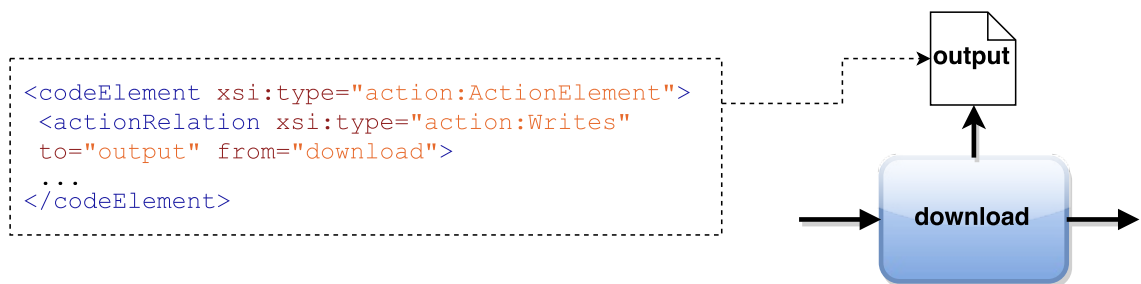 <codeElement xsi:type="action:ActionElement">
<actionRelation xsi:type="action:Writes"
to="output" from="download">
...
</codeElement>
output
download